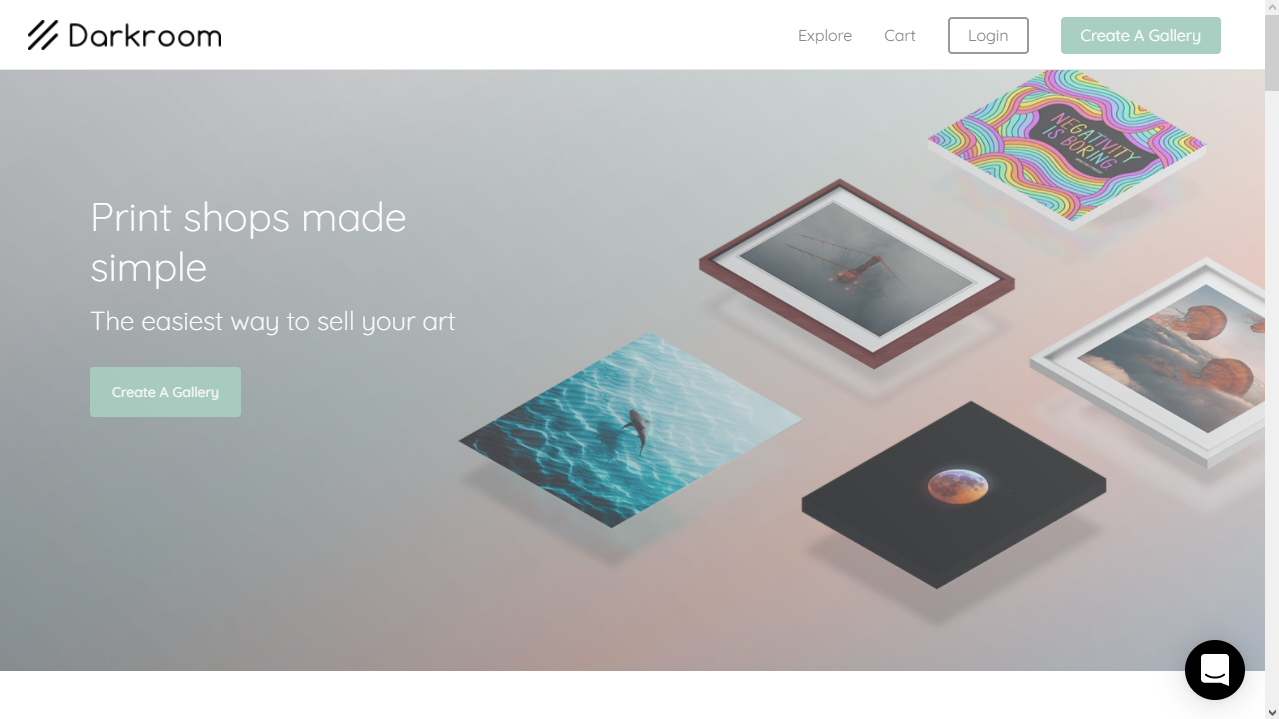 Darkroom
Explore
Cart
Login
Create A Gallery
NEGATIVITY
IS BORING
Print shops made
simple
The easiest way to sell your art
Create A Gallery